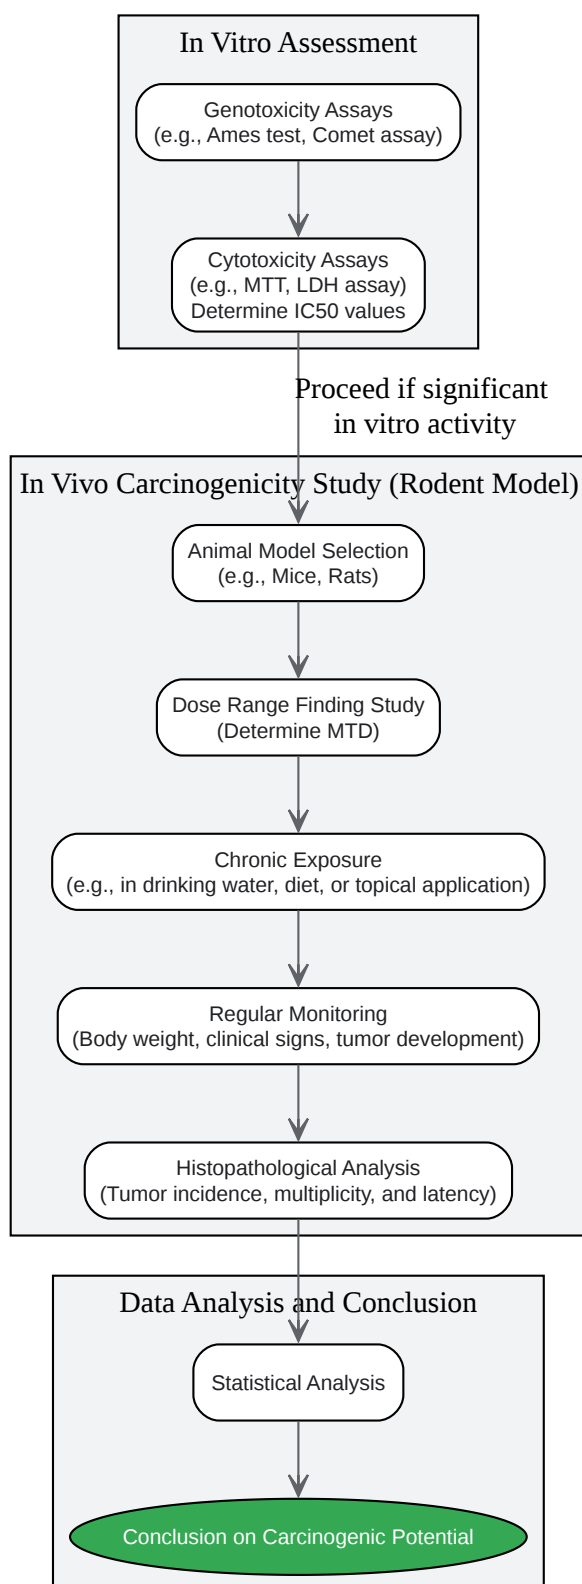 In Vitro Assessment
Genotoxicity Assays
(e.g., Ames test, Comet assay)
Cytotoxicity Assays
(e.g., MTT, LDH assay)
Determine IC50 values
Proceed if significant
in vitro activity
In Vivo Carcinogenicity Study (Rodent Model)
Animal Model Selection
(e.g., Mice, Rats)
Dose Range Finding Study
(Determine MTD)
Chronic Exposure
(e.g., in drinking water, diet, or topical application)
Regular Monitoring
(Body weight, clinical signs, tumor development)
Histopathological Analysis
(Tumor incidence, multiplicity, and latency)
Data Analysis and Conclusion
Statistical Analysis
Conclusion on Carcinogenic Potential